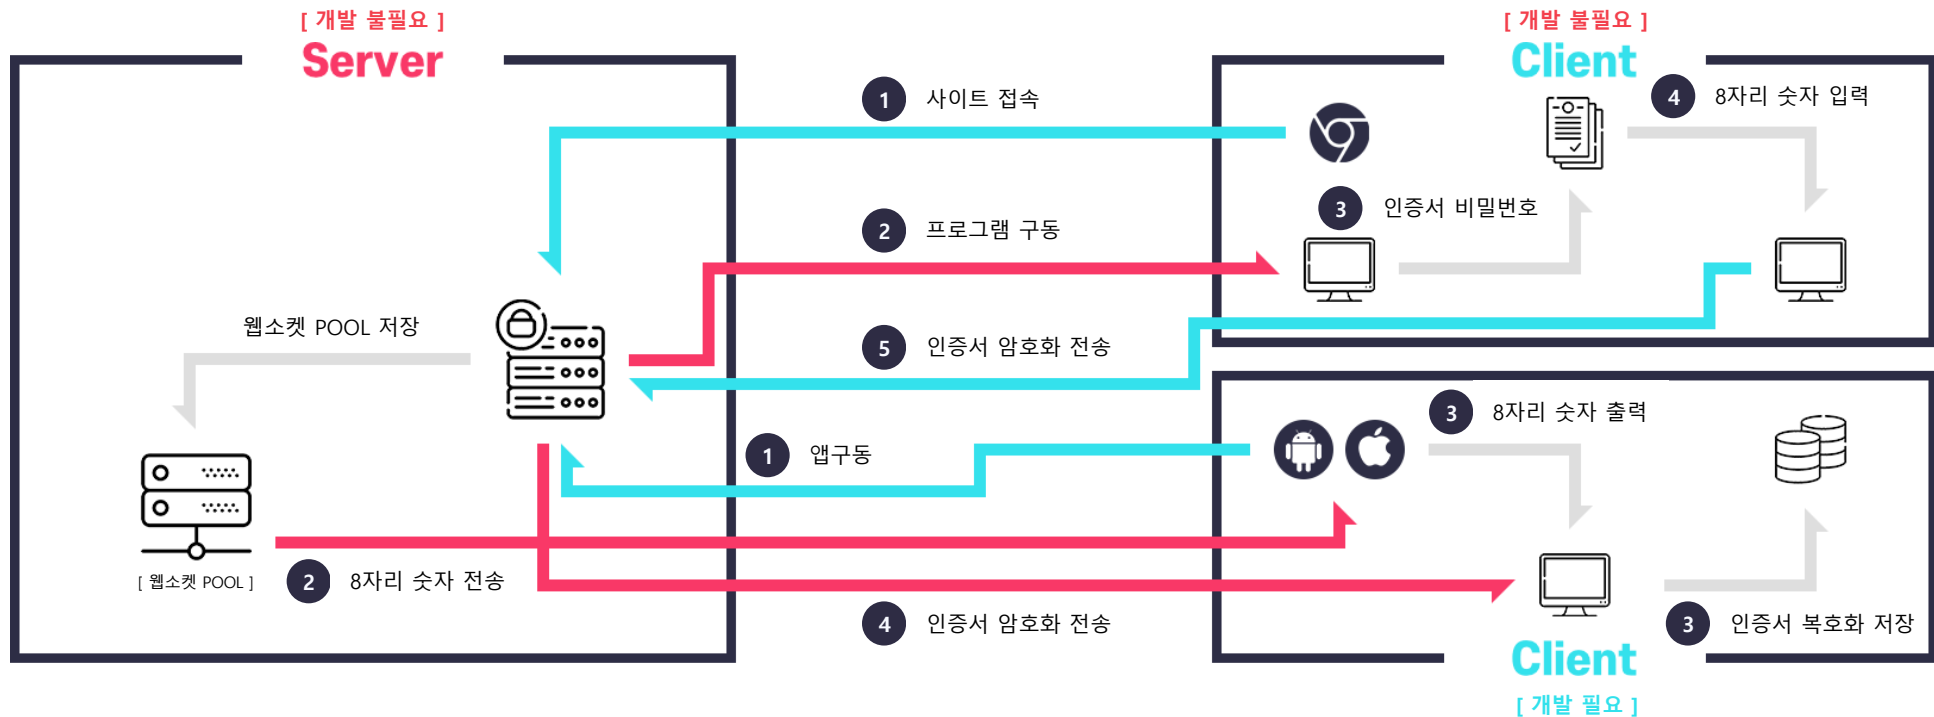 [ 개발 불필요 ]
Server
[ 개발 불필요 ]
Client
1 사이트 접속
4 8자리 숫자 입력
3 인증서 비밀번호
2 프로그램 구동
웹소켓 POOL 저장
5 인증서 암호화 전송
3 8자리 숫자 출력
1 앱구동
[ 웹소켓 POOL ]
2 8자리 숫자 전송
4 인증서 암호화 전송
3 인증서 복호화 저장
Client
[ 개발 필요 ]